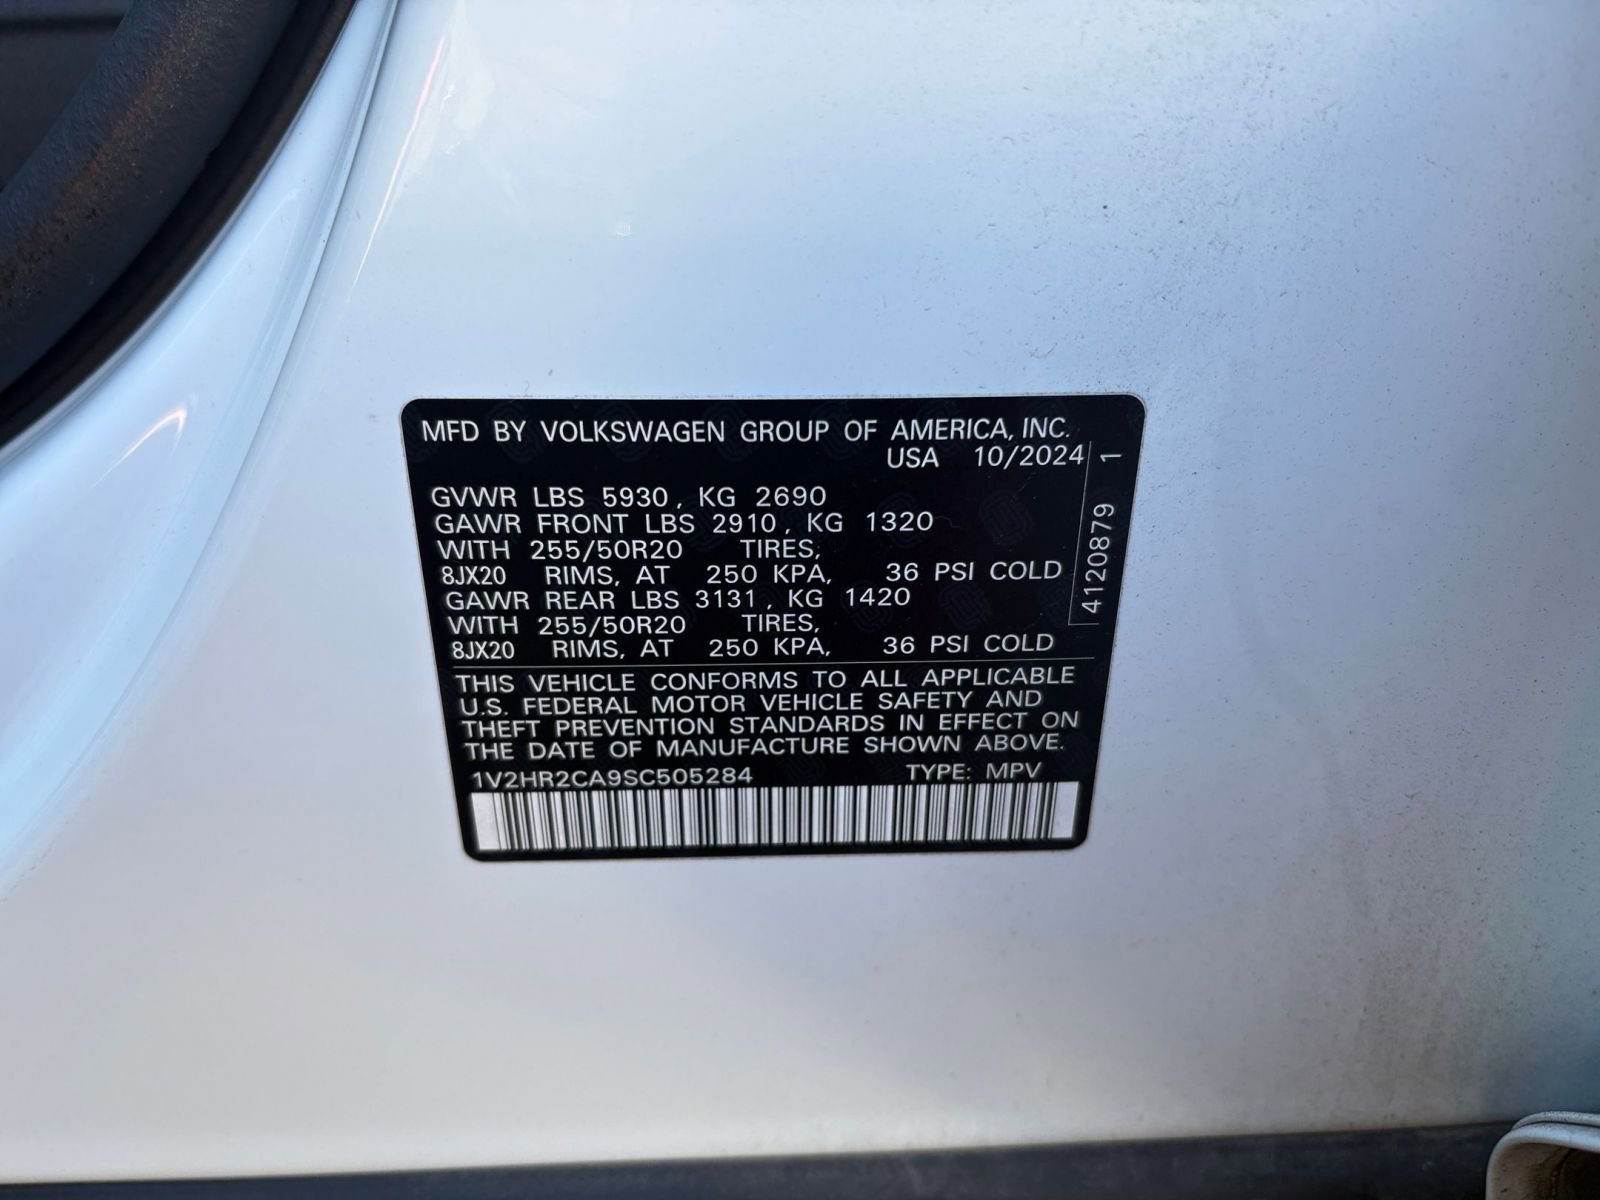 MFD BY VOLKSWAGEN GROUP OF AMERICA, INC.
USA 10/2024
GVWR LBS 5930, KG 2690
GAWR FRONT LBS 2910, KG 1320
WITH 255/50R20 TIRES,
8JX20 RIMS, AT 250 KPA, 36 PSI COLD
GAWR REAR LBS 3131, KG 1420
WITH 255/50R20 TIRES,
8JX20 RIMS, AT 250 KPA, 36 PSI COLD
THIS VEHICLE CONFORMS TO ALL APPLICABLE
U.S. FEDERAL MOTOR VEHICLE SAFETY AND
THEFT PREVENTION STANDARDS IN EFFECT ON
THE DATE OF MANUFACTURE SHOWN ABOVE.
1V2HR2CA9SC505284 TYPE: MPV
4120879 1